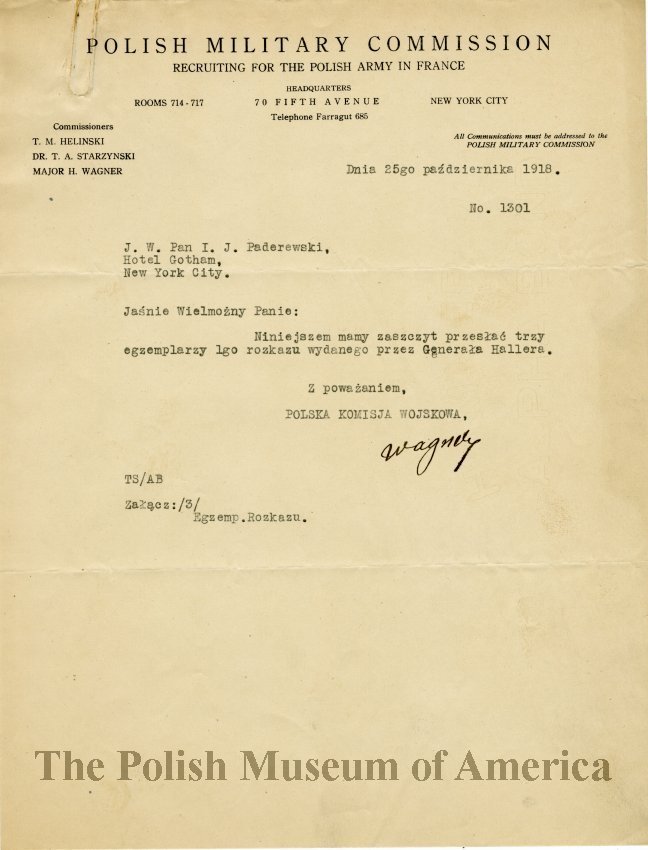 POLISH MILITARY COMMISSION
RECRUITING FOR THE POLISH ARMY IN FRANCE
HEADQUARTERS
ROOMS 714-717 70 FIFTH AVENUE NEW YORK CITY
Telephone Farragut 685
Commissioners
T. M. HELINSKI
DR. T. A. STARZYNSKI
MAJOR H. WAGNER
All Communications must be addressed to the
POLISH MILITARY COMMISSION
Dnia 25go października 1918.
No. 1301
J. W. Pan I. J. Paderewski,
Hotel Gotham,
New York City.
Jaśnie Wielmożny Panie:
Niniejszem mamy zaszczyt przesłać trzy
egzemplarzy 1go rozkazu wydanego przez Generała Hallera.
Z poważaniem,
POLSKA KOMISJA WOJSKOWA,
Wagner
TS/AB
Załącz:/3/
Egzemp.Rozkazu.
The Polish Museum of America